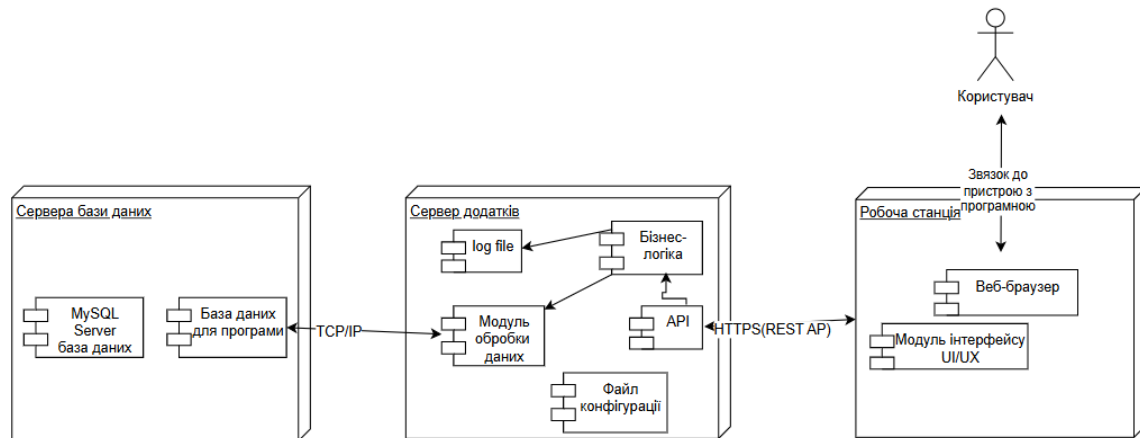 Користувач
Звязок до
пристрою з
програмною
Сервера бази даних
MySQL
Server
база даних
База даних
для програми
TCP/IP
Сервер додатків
log file
Бізнес-
логіка
Модуль
обробки
даних
API
Файл
конфігурації
HTTPS(REST AP)
Робоча станція
Веб-браузер
Модуль інтерфейсу
UI/UX